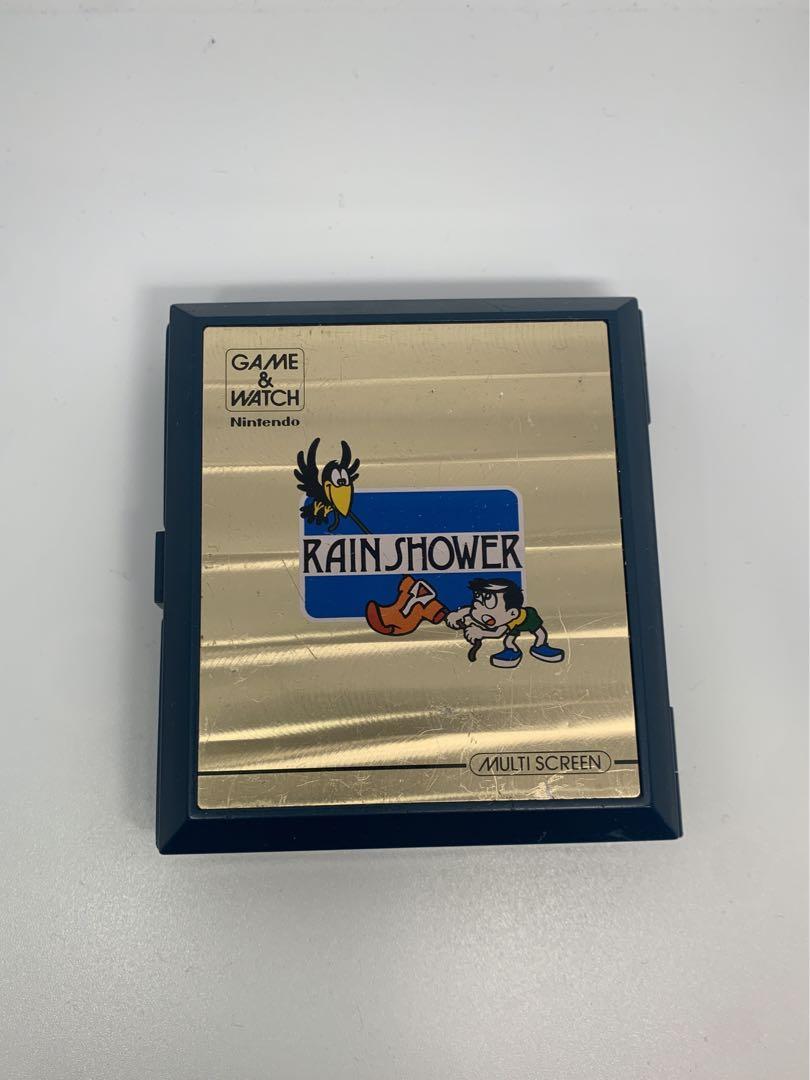 GAME
&
WATCH
Nintendo
RAIN SHOWER
MULTI SCREEN